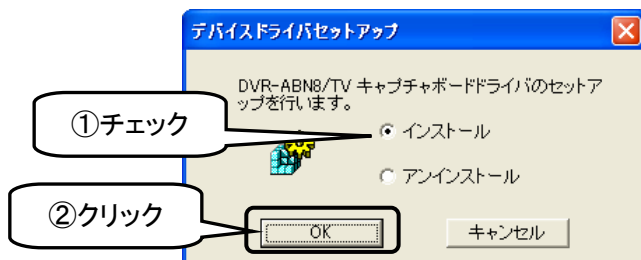 デバイスドライバセットアップ
DVR-ABN8/TV キャプチャボードドライバのセットア
ップを行います。
①チェック
インストール
アンインストール
②クリック
OK
キャンセル